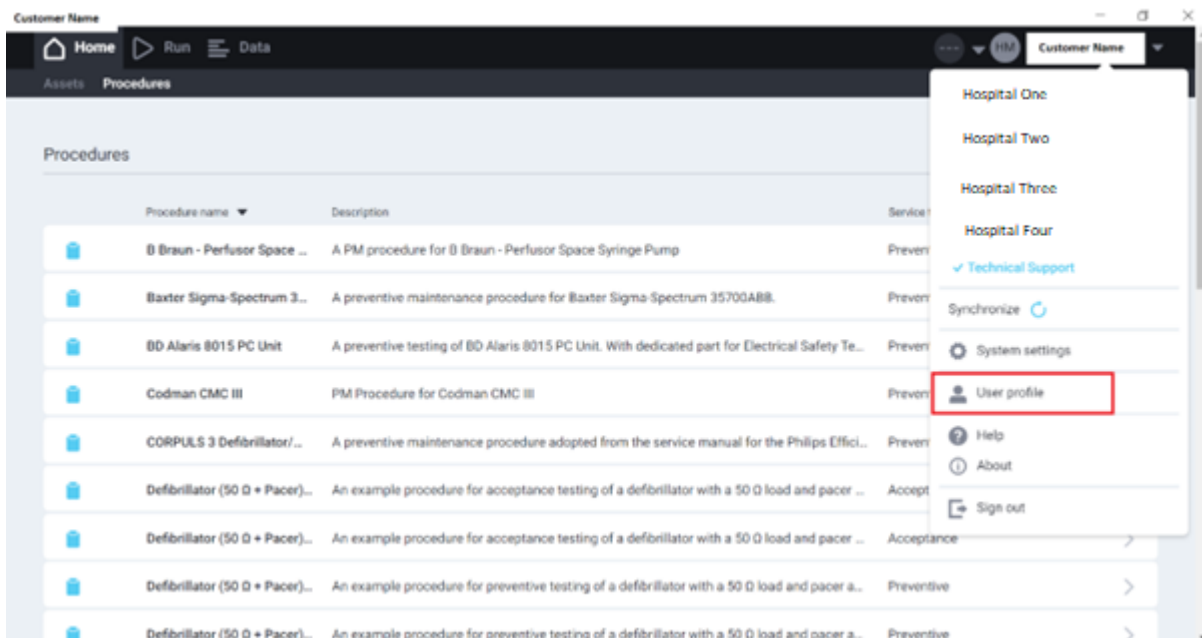 Customer Name
Home Run Data HM Customer Name
Assets Procedures
Hospital One
Hospital Two
Hospital Three
Hospital Four
✓ Technical Support
Synchronize
System settings
User profile
Help
About
Sign out
Procedures
Procedure name Description Service
B Braun - Perfusor Space ... A PM procedure for B Braun - Perfusor Space Syringe Pump Preven
Baxter Sigma-Spectrum 3... A preventive maintenance procedure for Baxter Sigma-Spectrum 35700ABB. Preven
BD Alaris 8015 PC Unit A preventive testing of BD Alaris 8015 PC Unit. With dedicated part for Electrical Safety Te... Preven
Codman CMC III PM Procedure for Codman CMC III Preven
CORPULS 3 Defibrillator/... A preventive maintenance procedure adopted from the service manual for the Philips Effici... Preven
Defibrillator (50 Ω + Pacer)... An example procedure for acceptance testing of a defibrillator with a 50 Ω load and pacer ... Accept
Defibrillator (50 Ω + Pacer)... An example procedure for acceptance testing of a defibrillator with a 50 Ω load and pacer ... Acceptance
Defibrillator (50 Ω + Pacer)... An example procedure for preventive testing of a defibrillator with a 50 Ω load and pacer a... Preventive
Defibrillator (50 Ω + Pacer)... An example procedure for preventive testing of a defibrillator with a 50 Ω load and pacer a... Preventive